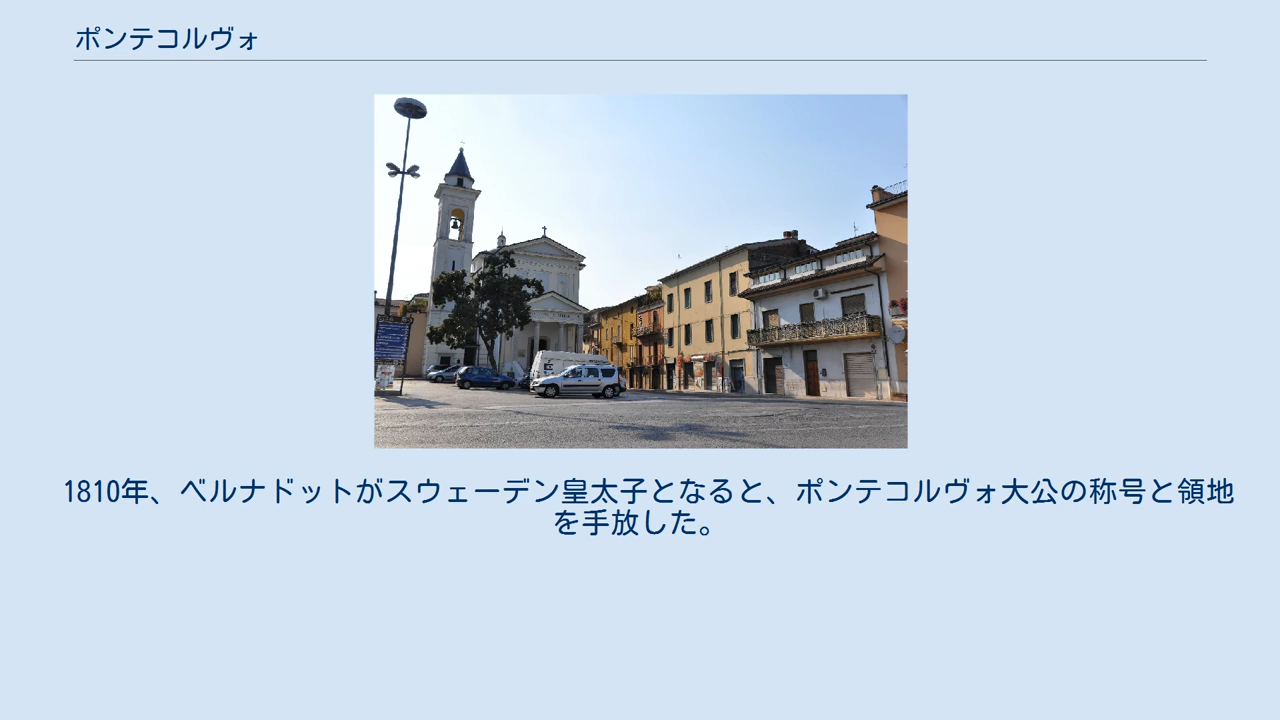 ポンテコルヴォ
1810年、ベルナドットがスウェーデン皇太子となると、ポンテコルヴォ大公の称号と領地
を手放した。